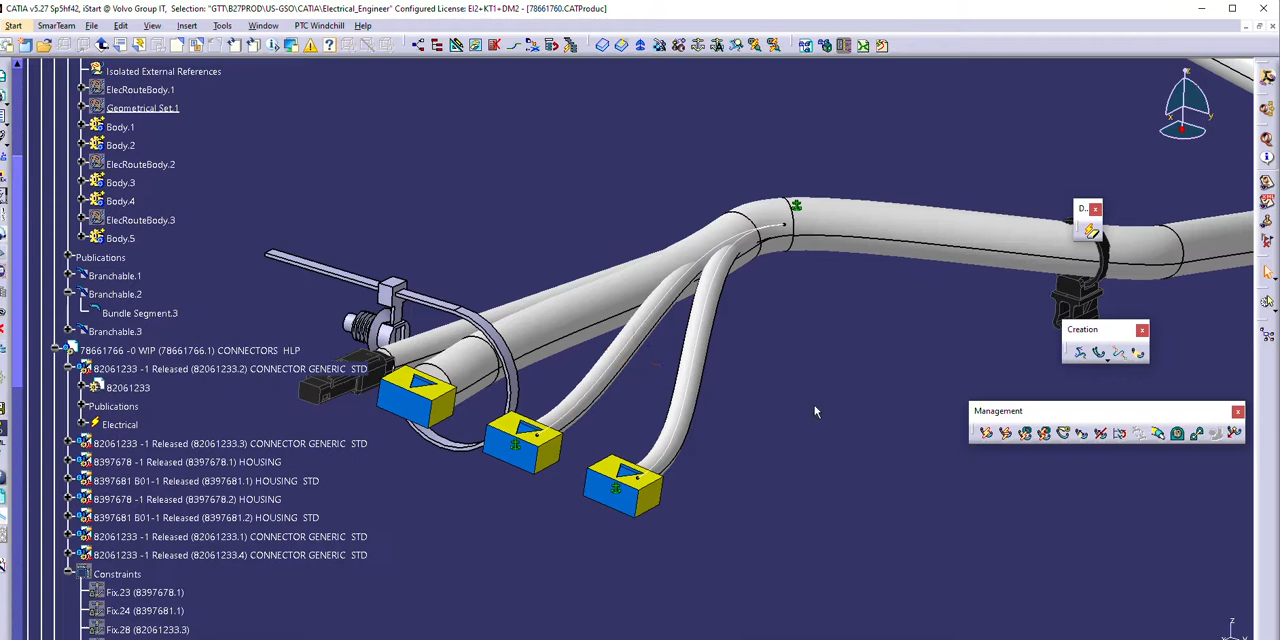 CATIA v5.27 Sp5hf42, iStart @ Volvo Group IT, Selection: "GTT:B27PROD\US-GSO\CATIA\Electrical_Engineer" Configured License: EI2+KT1+DM2 - [78661760.CATProduc]
Start SmarTeam File Edit View Insert Tools Window PTC Windchill Help
Isolated External References
ElecRouteBody.1
Geometrical Set.1
Body.1
Body.2
ElecRouteBody.2
Body.3
Body.4
ElecRouteBody.3
Body.5
Publications
Branchable.1
Branchable.2
Bundle Segment.3
Branchable.3
78661766 -0 WIP (78661766.1) CONNECTORS HLP
82061233 -1 Released (82061233.2) CONNECTOR GENERIC STD
82061233
Publications
Electrical
82061233 -1 Released (82061233.3) CONNECTOR GENERIC STD
8397678 -1 Released (8397678.1) HOUSING
8397681 B01-1 Released (8397681.1) HOUSING STD
8397678 -1 Released (8397678.2) HOUSING
8397681 B01-1 Released (8397681.2) HOUSING STD
82061233 -1 Released (82061233.1) CONNECTOR GENERIC STD
82061233 -1 Released (82061233.4) CONNECTOR GENERIC STD
Constraints
Fix.23 (8397678.1)
Fix.24 (8397681.1)
Fix.28 (82061233.3)
D..
Creation
Management
z
y
x
z